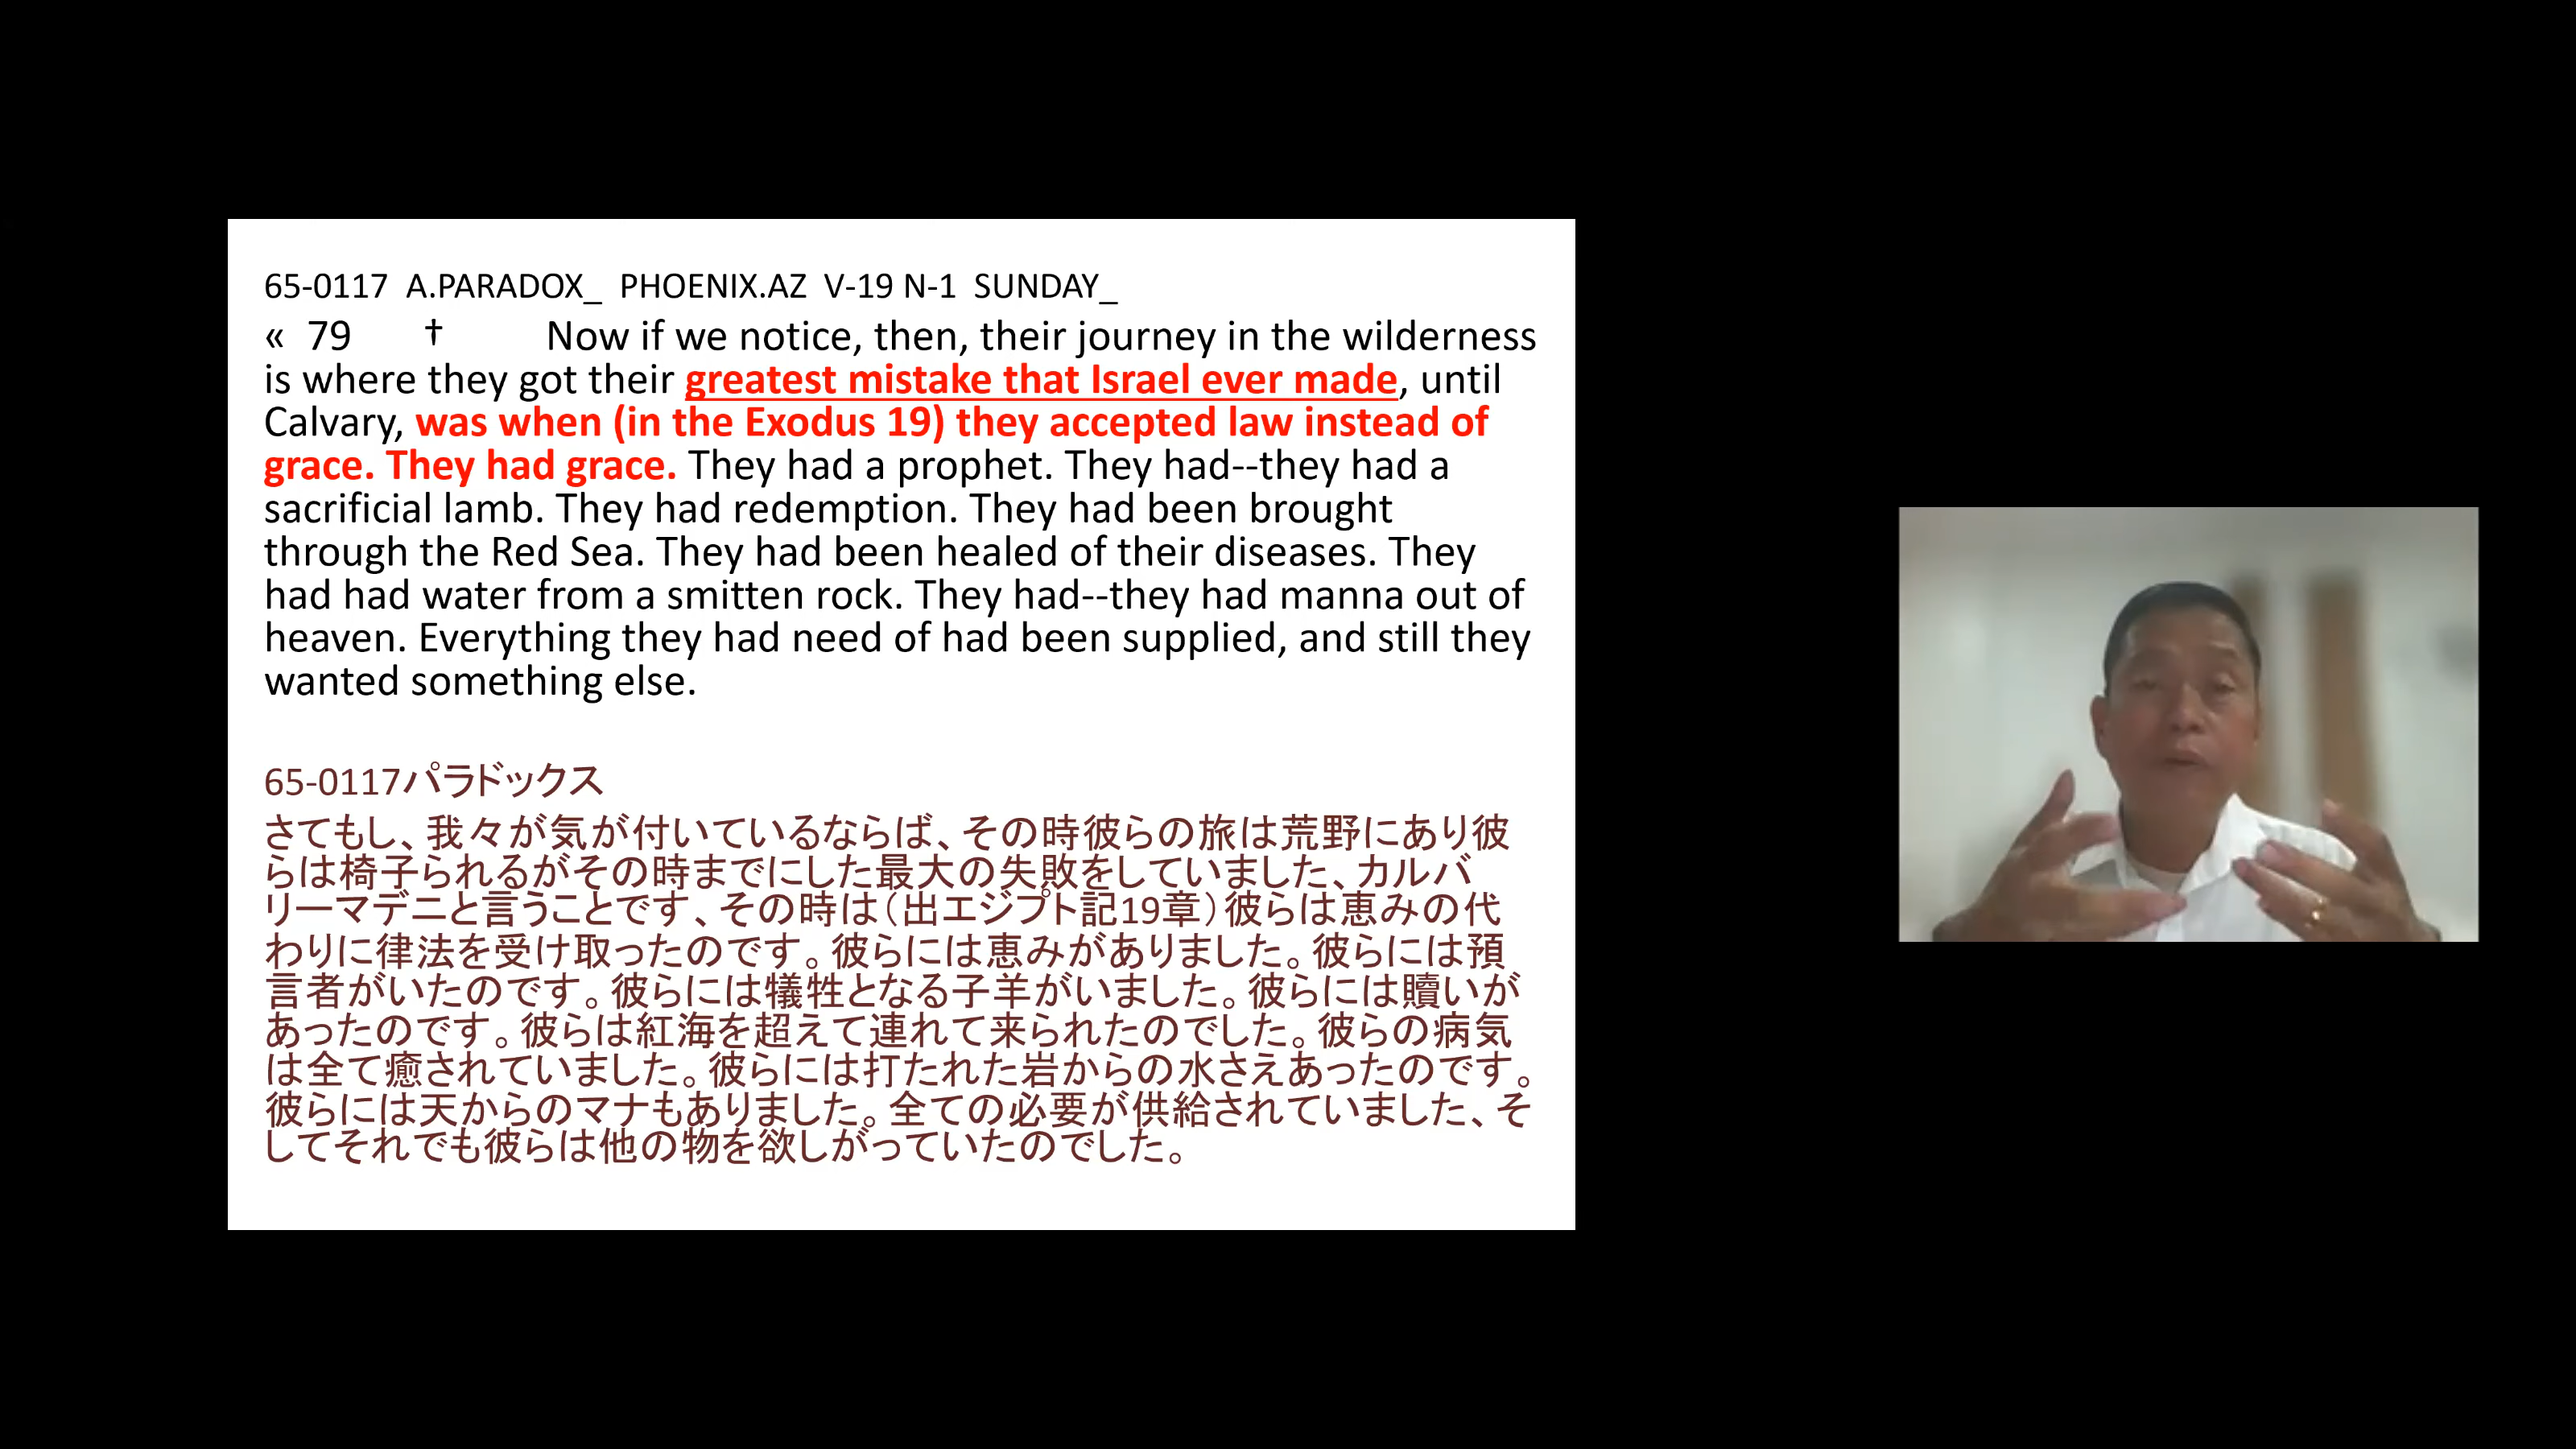 65-0117  A.PARADOX_  PHOENIX.AZ  V-19 N-1  SUNDAY_
«  79      †         Now if we notice, then, their journey in the wilderness
is where they got their greatest mistake that Israel ever made, until
Calvary, was when (in the Exodus 19) they accepted law instead of
grace. They had grace. They had a prophet. They had--they had a
sacrificial lamb. They had redemption. They had been brought
through the Red Sea. They had been healed of their diseases. They
had had water from a smitten rock. They had--they had manna out of
heaven. Everything they had need of had been supplied, and still they
wanted something else.
65-0117パラドックス
さてもし、我々が気が付いているならば、その時彼らの旅は荒野にあり彼
らは椅子られるがその時までにした最大の失敗をしていました、カルバ
リーマデニと言うことです、その時は（出エジプト記19章）彼らは恵みの代
わりに律法を受け取ったのです。彼らには恵みがありました。彼らには預
言者がいたのです。彼らには犠牲となる子羊がいました。彼らには贖いが
あったのです。彼らは紅海を超えて連れて来られたのでした。彼らの病気
は全て癒されていました。彼らには打たれた岩からの水さえあったのです。
彼らには天からのマナもありました。全ての必要が供給されていました、そ
してそれでも彼らは他の物を欲しがっていたのでした。